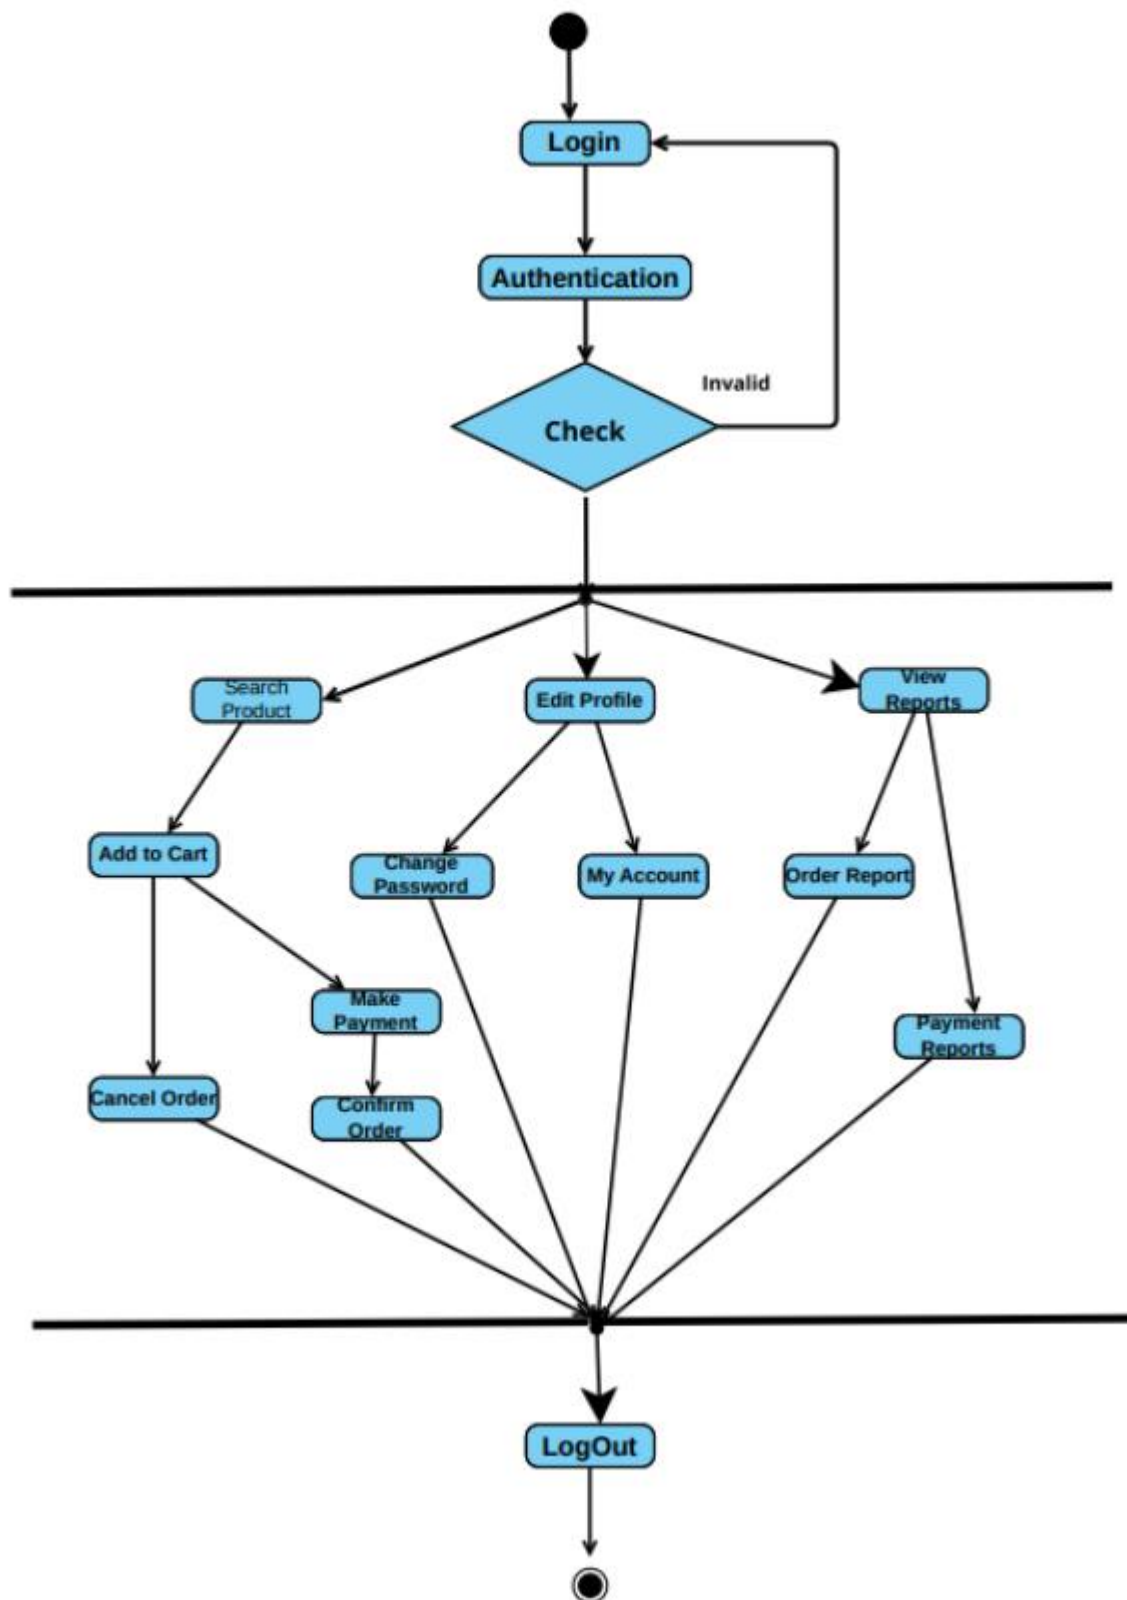 Login
Authentication
Invalid
Check
Search
Product
Edit Profile
View
Reports
Add to Cart
Change
Password
My Account
Order Report
Make
Payment
Payment
Reports
Cancel Order
Confirm
Order
LogOut